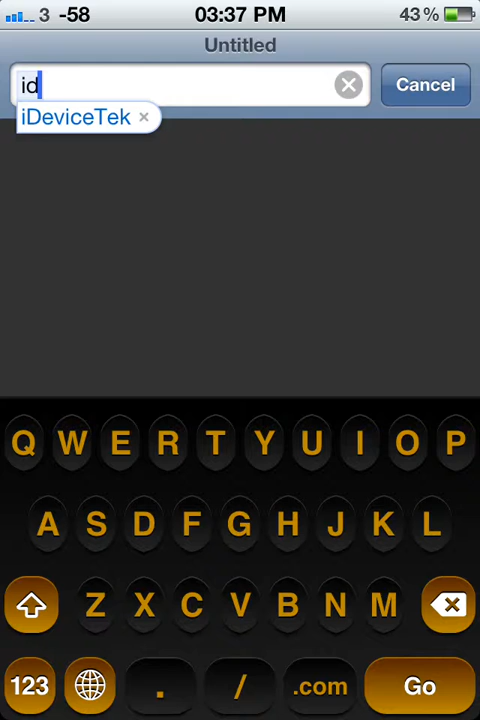 3 -58 03:37 PM 43%
Untitled
id Cancel
iDeviceTek ×
Q W E R T Y U I O P
A S D F G H J K L
Z X C V B N M
123 . / .com Go